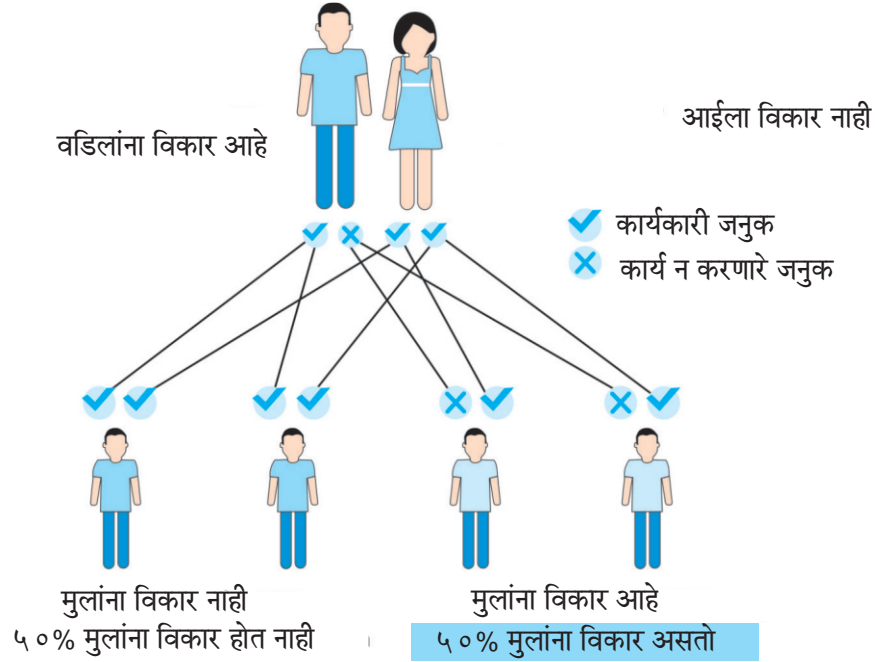 वडिलांना विकार आहे
आईला विकार नाही
कार्यकारी जनुक
कार्य न करणारे जनुक
मुलांना विकार नाही
५०% मुलांना विकार होत नाही
मुलांना विकार आहे
५०% मुलांना विकार असतो